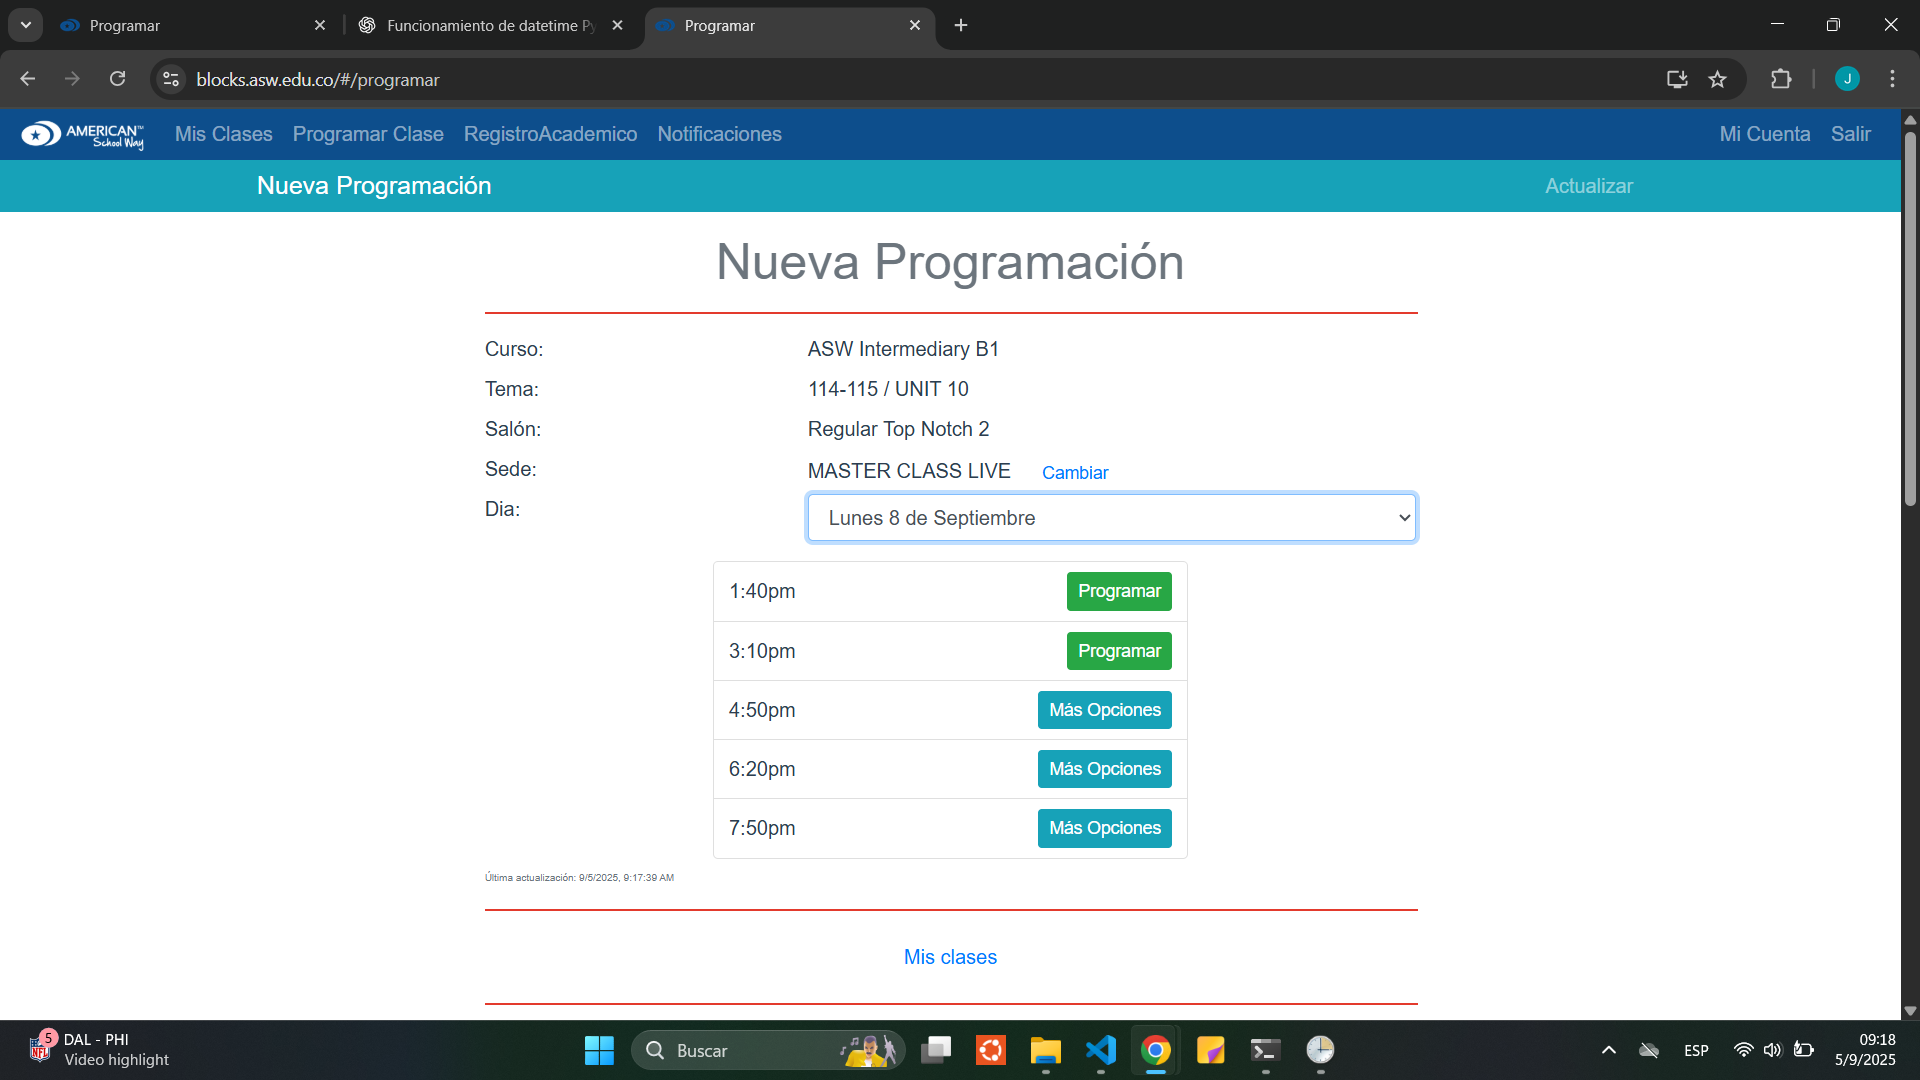 Programar
Funcionamiento de datetime Py
Programar
blocks.asw.edu.co/#/programar
J
AMERICAN™
School Way
Mis Clases
Programar Clase
RegistroAcademico
Notificaciones
Mi Cuenta
Salir
Nueva Programación
Actualizar
Nueva Programación
Curso:
ASW Intermediary B1
Tema:
114-115 / UNIT 10
Salón:
Regular Top Notch 2
Sede:
MASTER CLASS LIVE
Cambiar
Dia:
Lunes 8 de Septiembre
1:40pm
Programar
3:10pm
Programar
4:50pm
Más Opciones
6:20pm
Más Opciones
7:50pm
Más Opciones
Última actualización: 9/5/2025, 9:17:39 AM
Mis clases
5
NFL
DAL - PHI
Video highlight
Buscar
ESP
09:18
5/9/2025